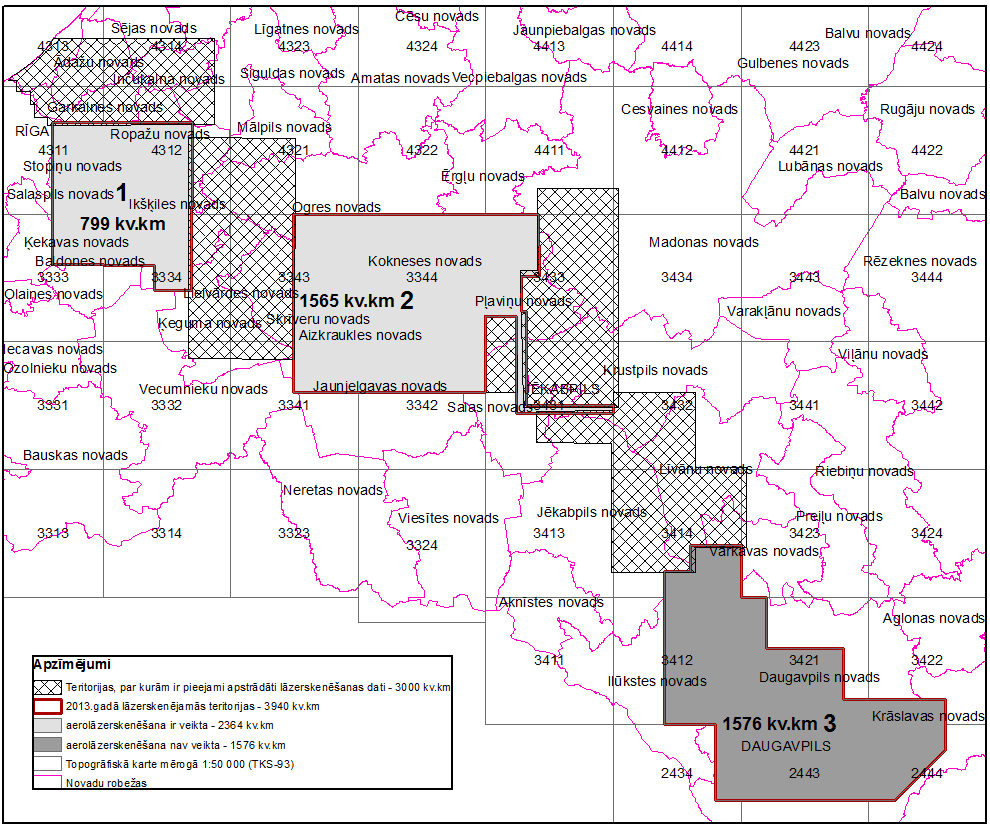 Sējas novads
Līgatnes novads
Cēsu novads
Jaunpiebalgas novads
Balvu novads
4313
4314
4323
4324
4413
4414
4423
4424
Ādažu novads
Inčukalna novads
Siguldas novads
Amatas novads
Vecpiebalgas novads
Gulbenes novads
Garkalnes novads
Cesvaines novads
Rugāju novads
RĪGA
Ropažu novads
Mālpils novads
4311
4312
4321
4322
4411
4412
4421
4422
Stopiņu novads
Ērgļu novads
Lubānas novads
Salaspils novads
1
Ikšķiles novads
Ogres novads
Balvu novads
799 kv.km
Ķekavas novads
Madonas novads
Baldones novads
Kokneses novads
Rēzeknes novads
3333
3334
3343
3344
3433
3434
3443
3444
Olaines novads
Lielvārdes novads
1565 kv.km 2
Pļaviņu novads
Ķeguma novads
Skrīveru novads
Varakļānu novads
Aizkraukles novads
Iecavas novads
Viļānu novads
Ozolnieku novads
Krustpils novads
Vecumnieku novads
Jaunjelgavas novads
JĒKABPILS
3331
3332
3341
3342
Salas novads
3431
3432
3441
3442
Bauskas novads
Līvānu novads
Riebiņu novads
Neretas novads
Viesītes novads
Jēkabpils novads
Preiļu novads
3313
3314
3323
3324
3413
3414
3423
3424
Vārkavas novads
Aknīstes novads
Aglonas novads
3411
3412
3421
3422
Ilūkstes novads
Daugavpils novads
1576 kv.km 3
Krāslavas novads
DAUGAVPILS
2434
2443
2444
Apzīmējumi
Teritorijas, par kurām ir pieejami apstrādāti lāzerskenēšanas dati - 3000 kv.km
2013.gadā lāzerskenējamās teritorijas - 3940 kv.km
aerolāzerskenēšana ir veikta - 2364 kv.km
aerolāzerskenēšana nav veikta - 1576 kv.km
Topogrāfiskā karte mērogā 1:50 000 (TKS-93)
Novadu robežas